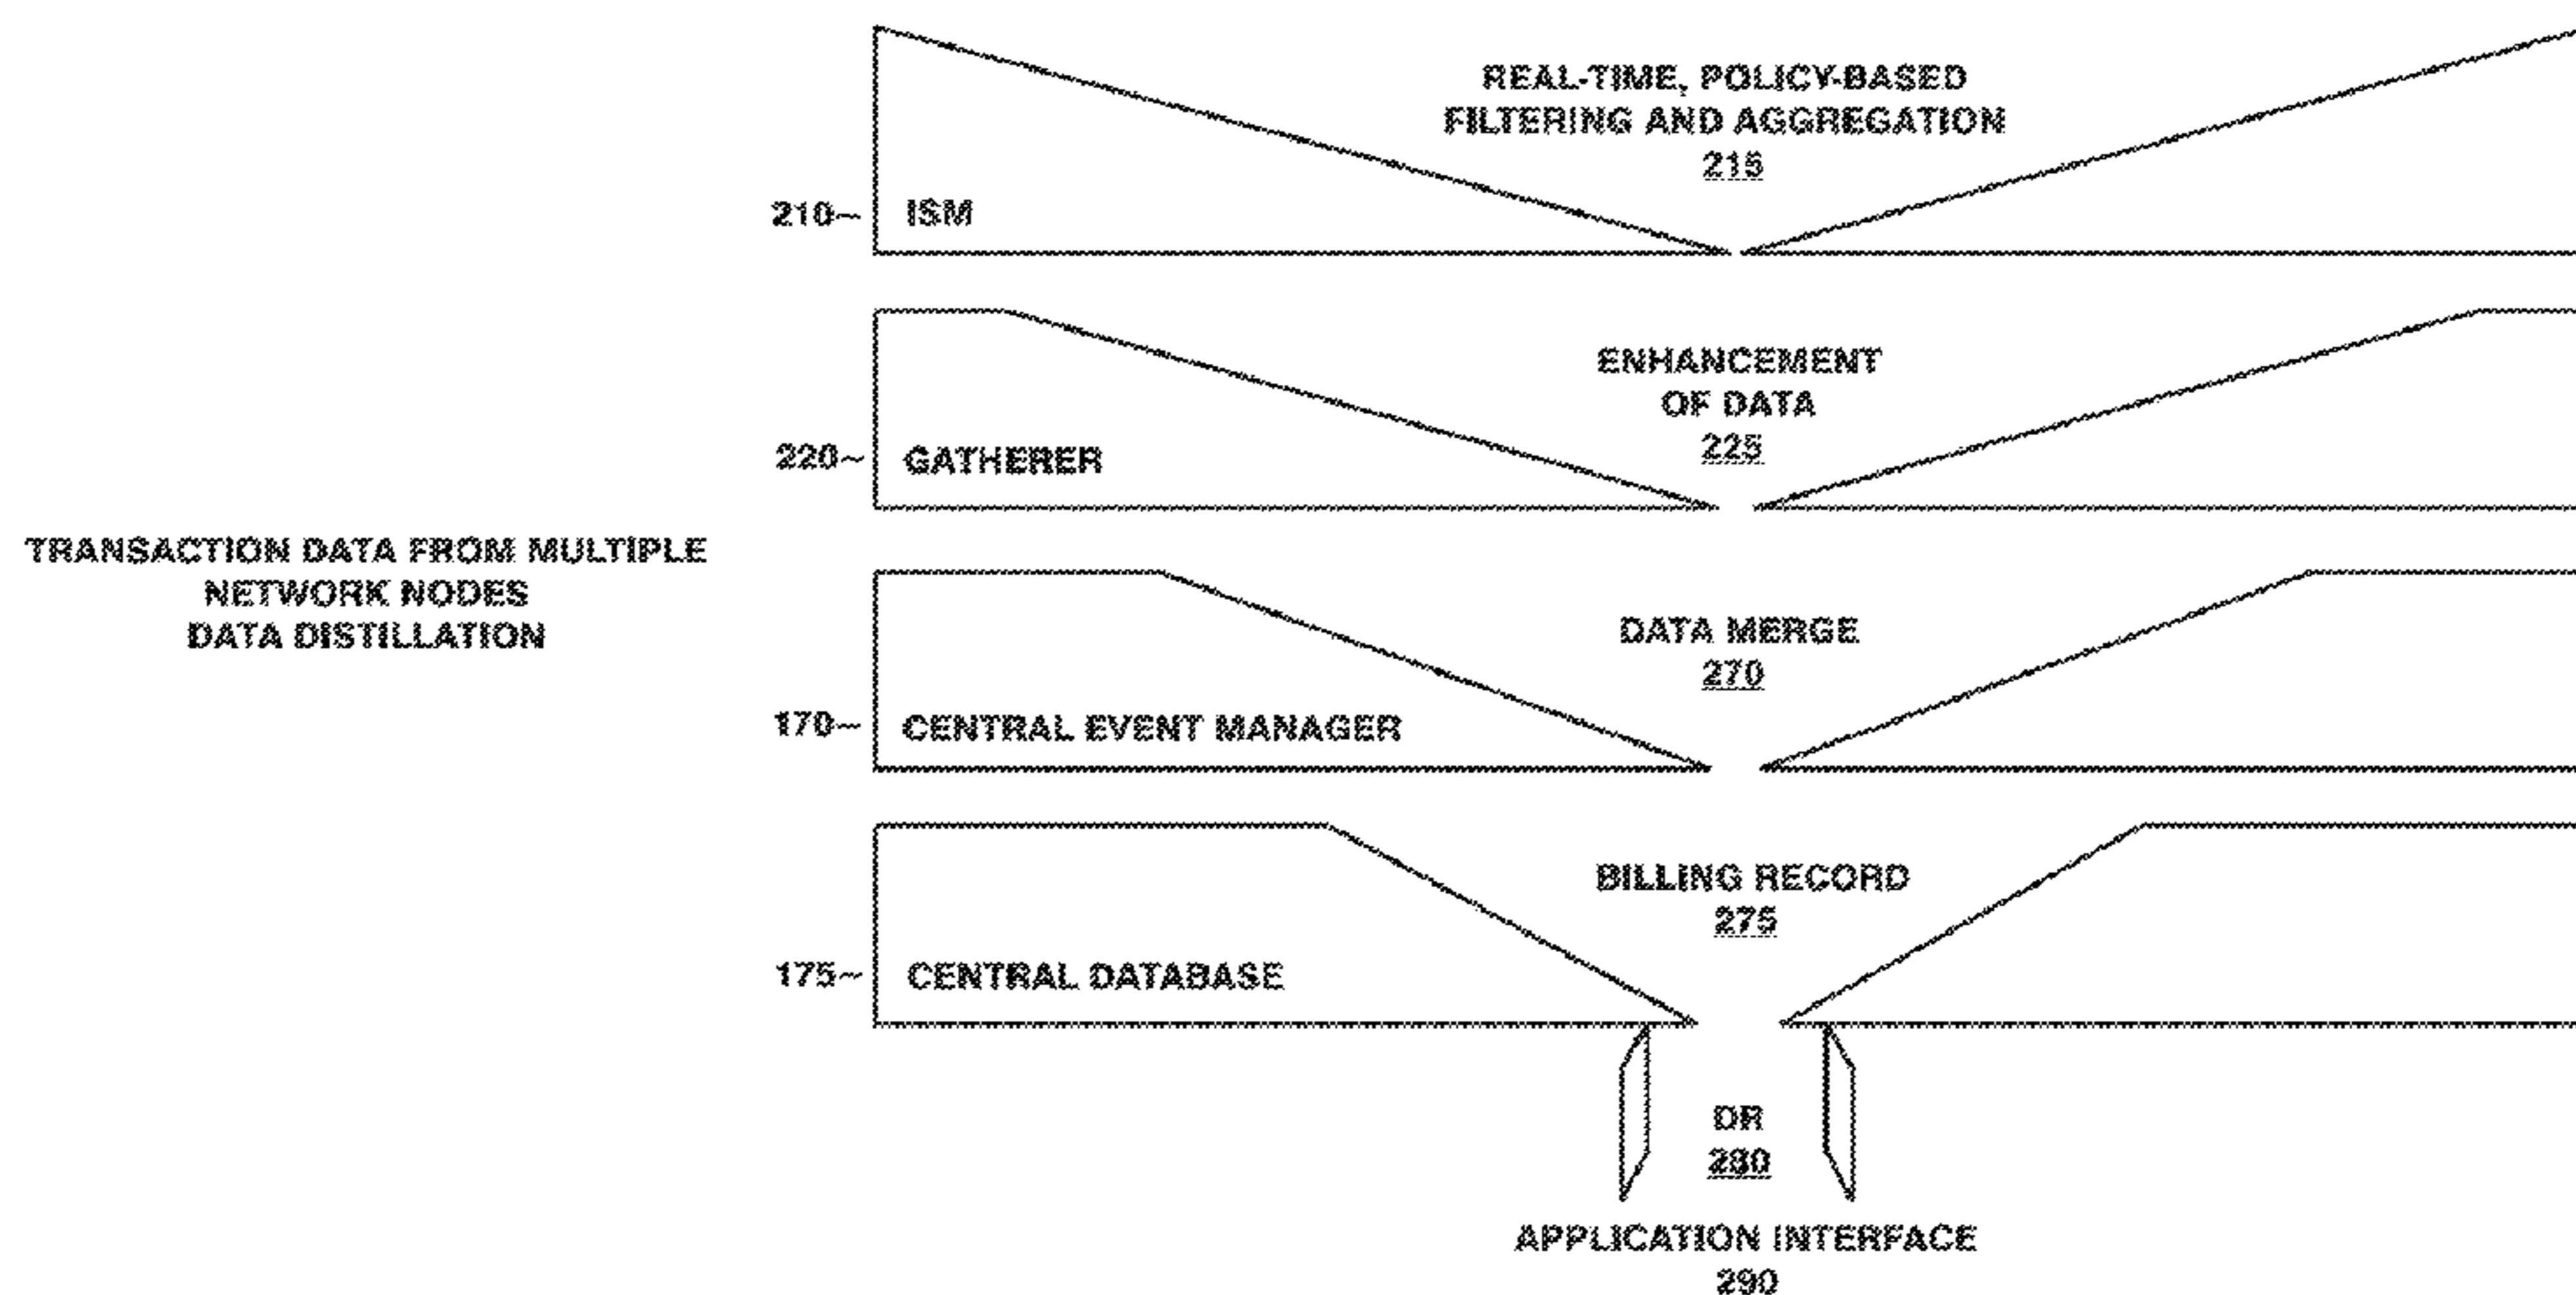 REAL-TIME, POLICY-BASED
FILTERING AND AGGREGATION
215
210~
ISM
ENHANCEMENT
OF DATA
225
220~
GATHERER
TRANSACTION DATA FROM MULTIPLE
NETWORK NODES
DATA DISTILLATION
DATA MERGE
270
170~
CENTRAL EVENT MANAGER
BILLING RECORD
275
175~
CENTRAL DATABASE
DR
280
APPLICATION INTERFACE
290